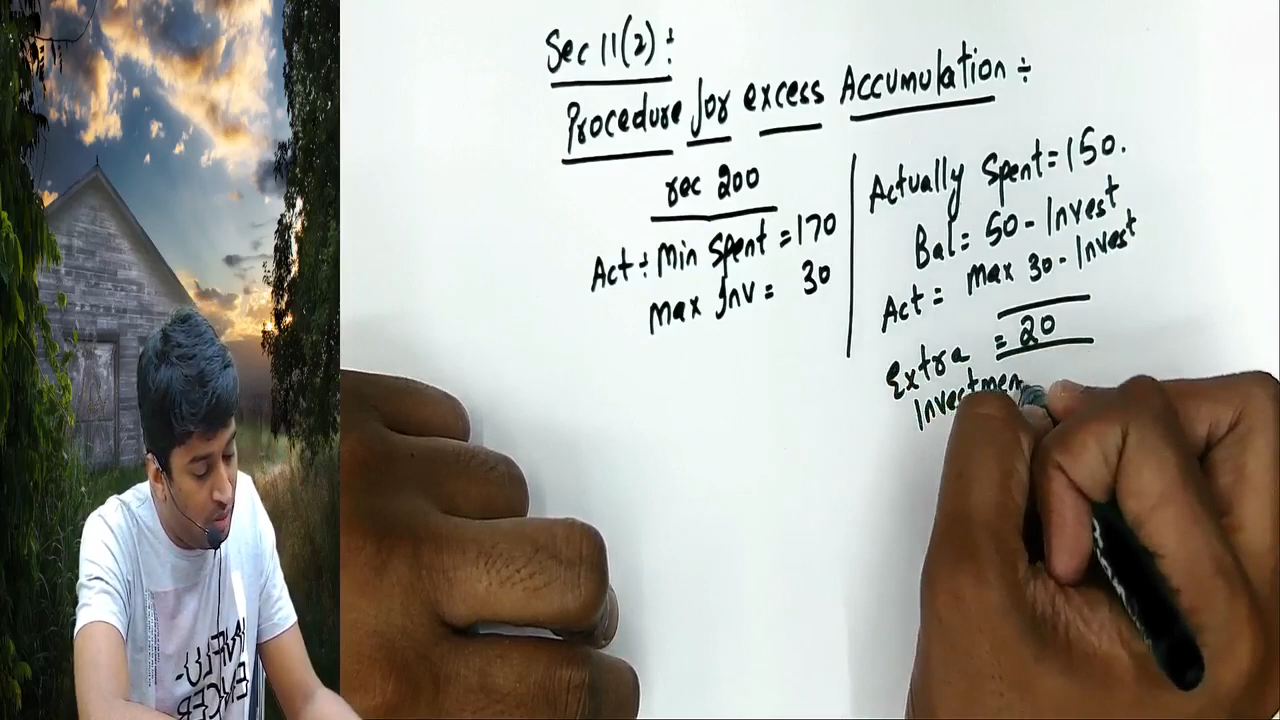 Sec 11(2):
Procedure for excess Accumulation ÷
rec 200
Act ÷ Min Spent = 170
max Inv = 30
Actually Spent = 150.
Bal = 50 - Invest
Act = max 30 - Invest
Extra = 20
Investmen